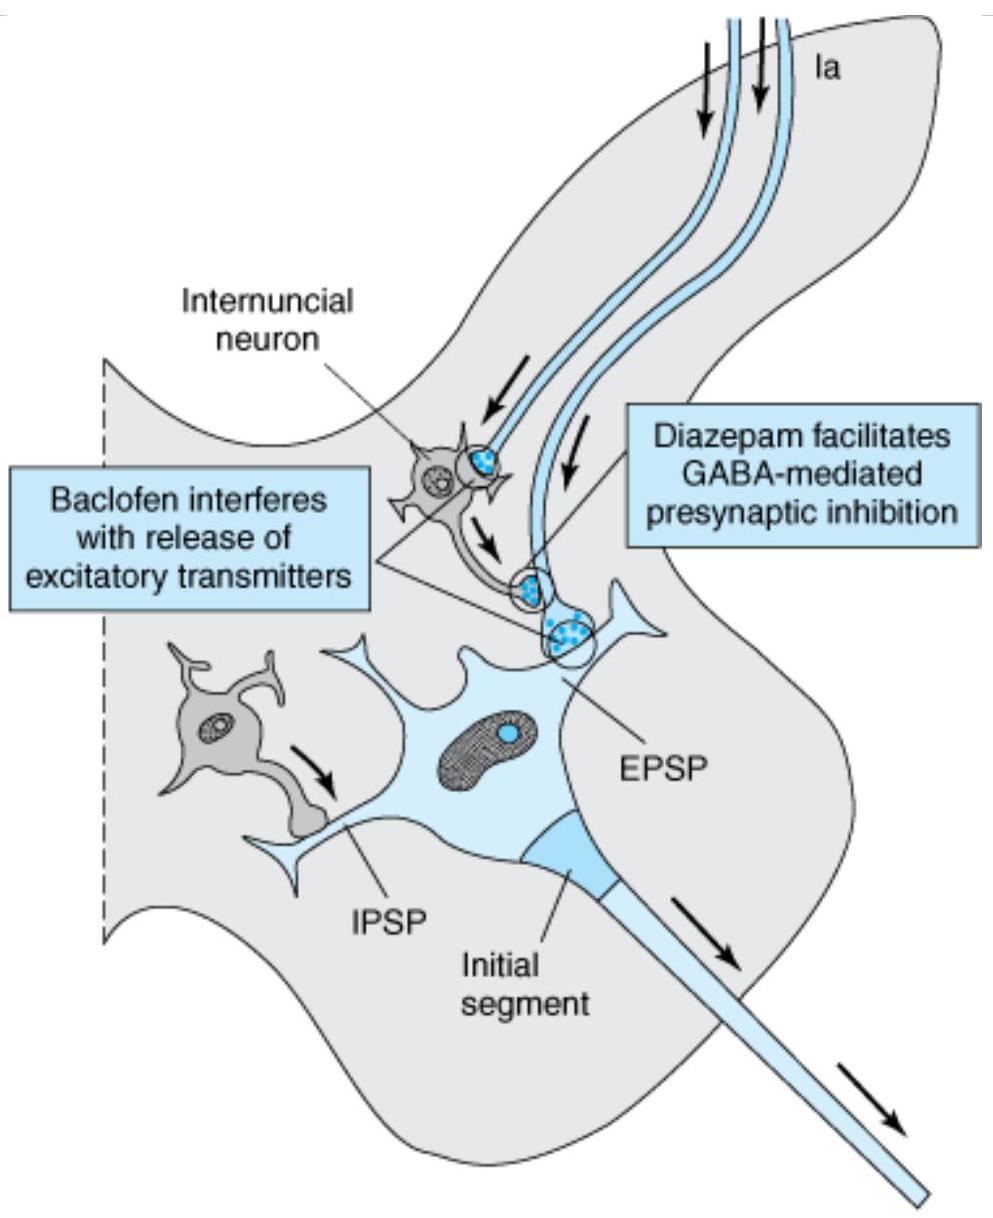 Ia
Internuncial
neuron
Diazepam facilitates
GABA-mediated
presynaptic inhibition
Baclofen interferes
with release of
excitatory transmitters
EPSP
IPSP
Initial
segment